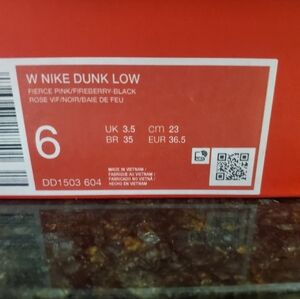 W NIKE DUNK LOW
FIERCE PINK/FIREBERRY-BLACK
ROSE VIF/NOIR/BAIE DE FEU
6
UK 3.5 cm 23
BR 35 EUR 36.5
DD1503 604
MADE IN VIETNAM /
FABRIQUÉ AU VIETNAM /
FABRICADO NO VIETNÃ /
HECHO EN VIETNAM